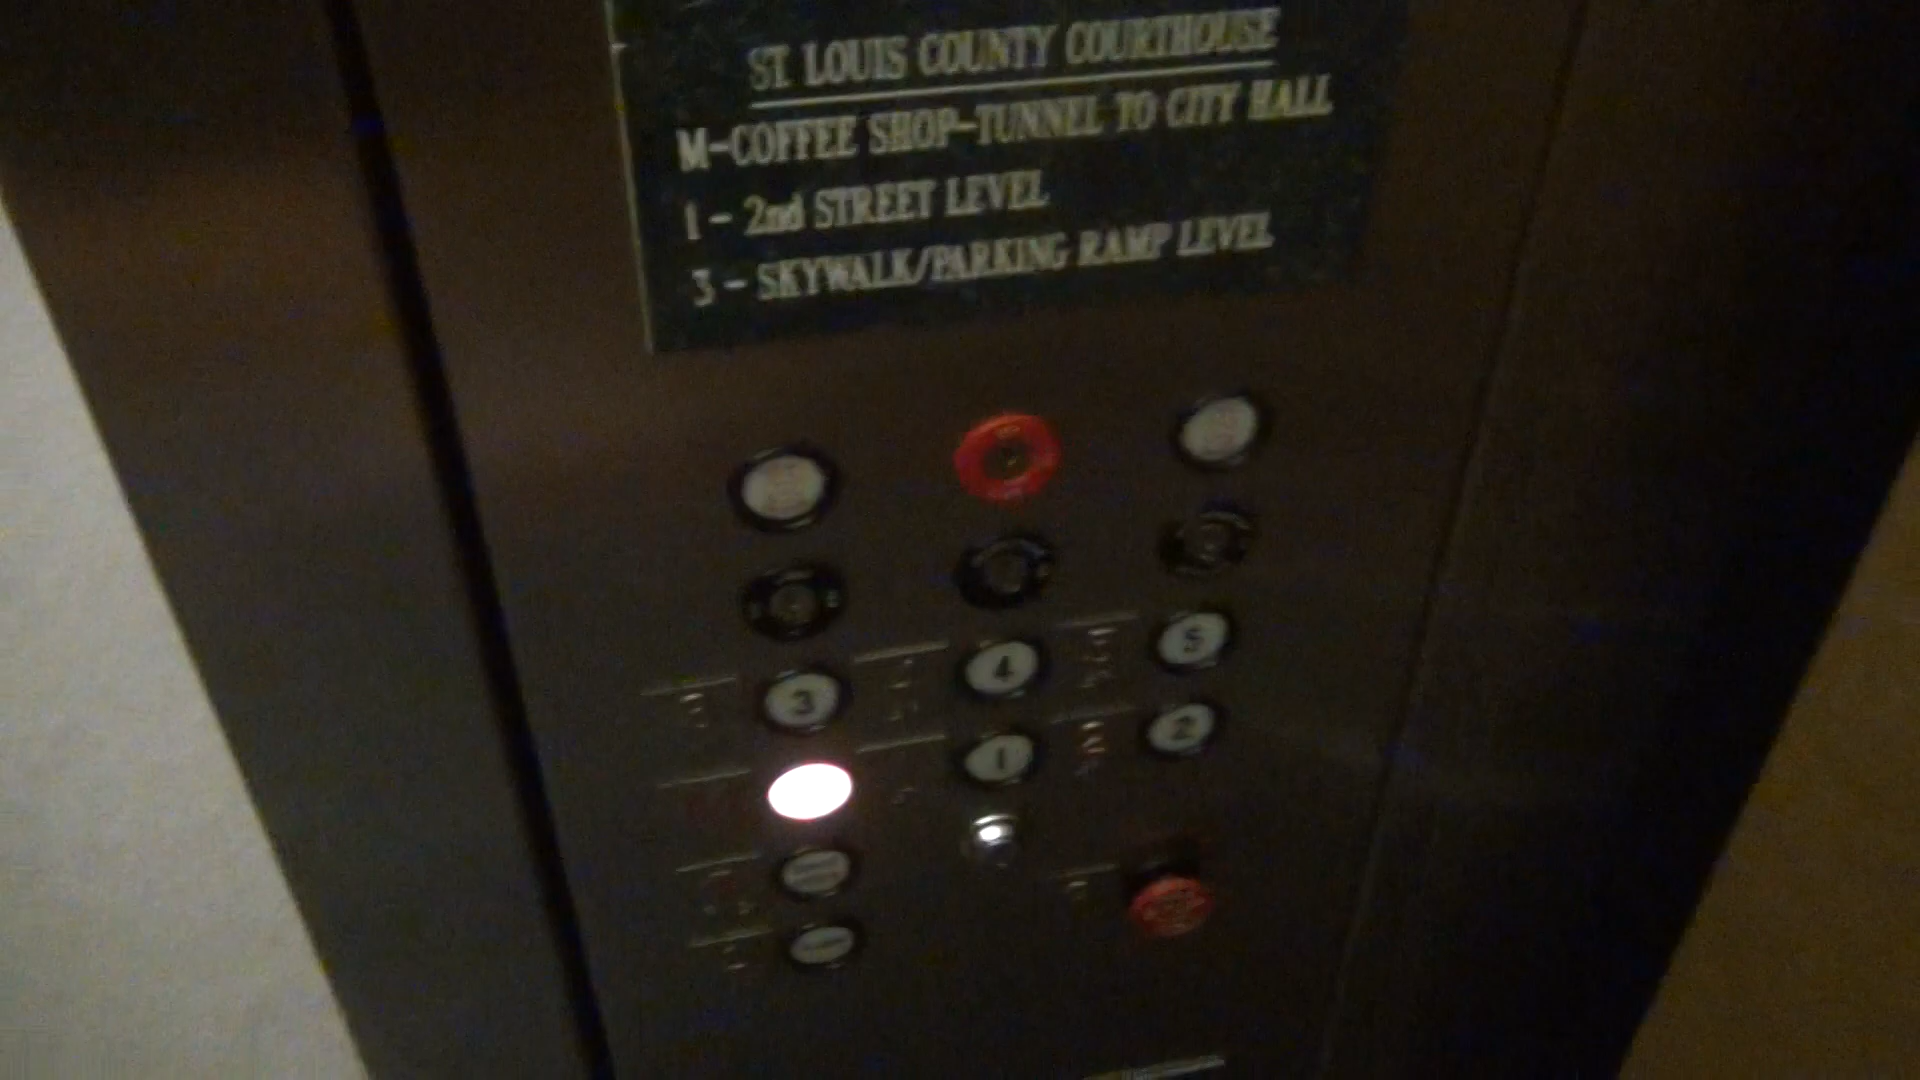 ST. LOUIS COUNTY COURTHOUSE
M-COFFEE SHOP-TUNNEL TO CITY HALL
1 - 2nd STREET LEVEL
3 - SKYWALK/PARKING RAMP LEVEL
3 4 5
1 2